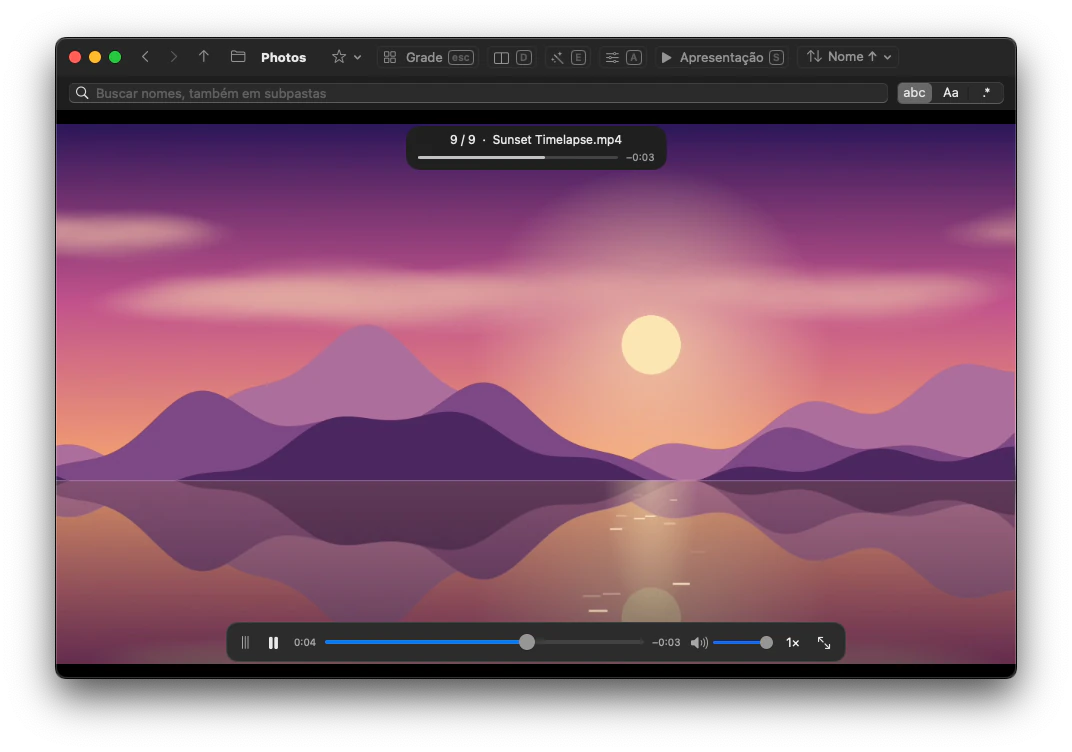 Photos Grade esc D E A Apresentação S Nome
Buscar nomes, também em subpastas abc Aa .*
9 / 9 · Sunset Timelapse.mp4
−0:03
0:04 −0:03 1×